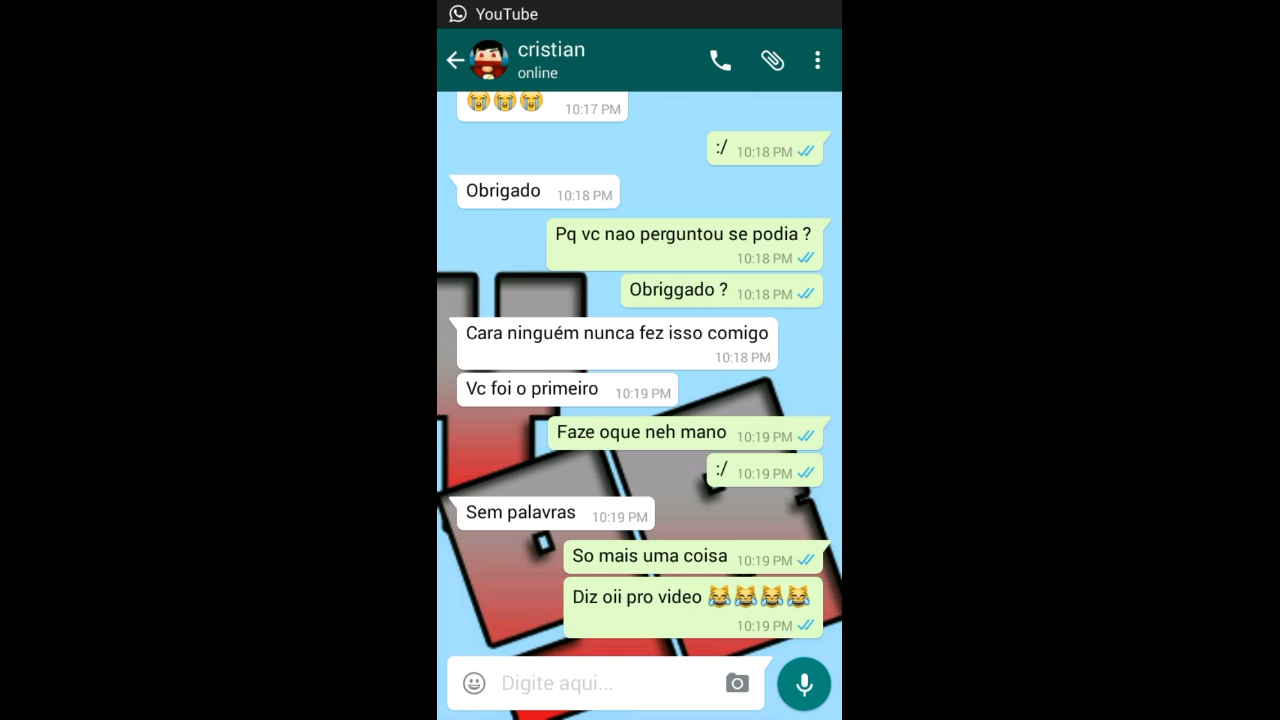 YouTube
cristian
online
😭😭😭 10:17 PM
:/ 10:18 PM
Obrigado 10:18 PM
Pq vc nao perguntou se podia ?
10:18 PM
Obriggado ? 10:18 PM
Cara ninguém nunca fez isso comigo
10:18 PM
Vc foi o primeiro 10:19 PM
Faze oque neh mano 10:19 PM
:/ 10:19 PM
Sem palavras 10:19 PM
So mais uma coisa 10:19 PM
Diz oii pro video 😹😹😹😹
10:19 PM
Digite aqui...